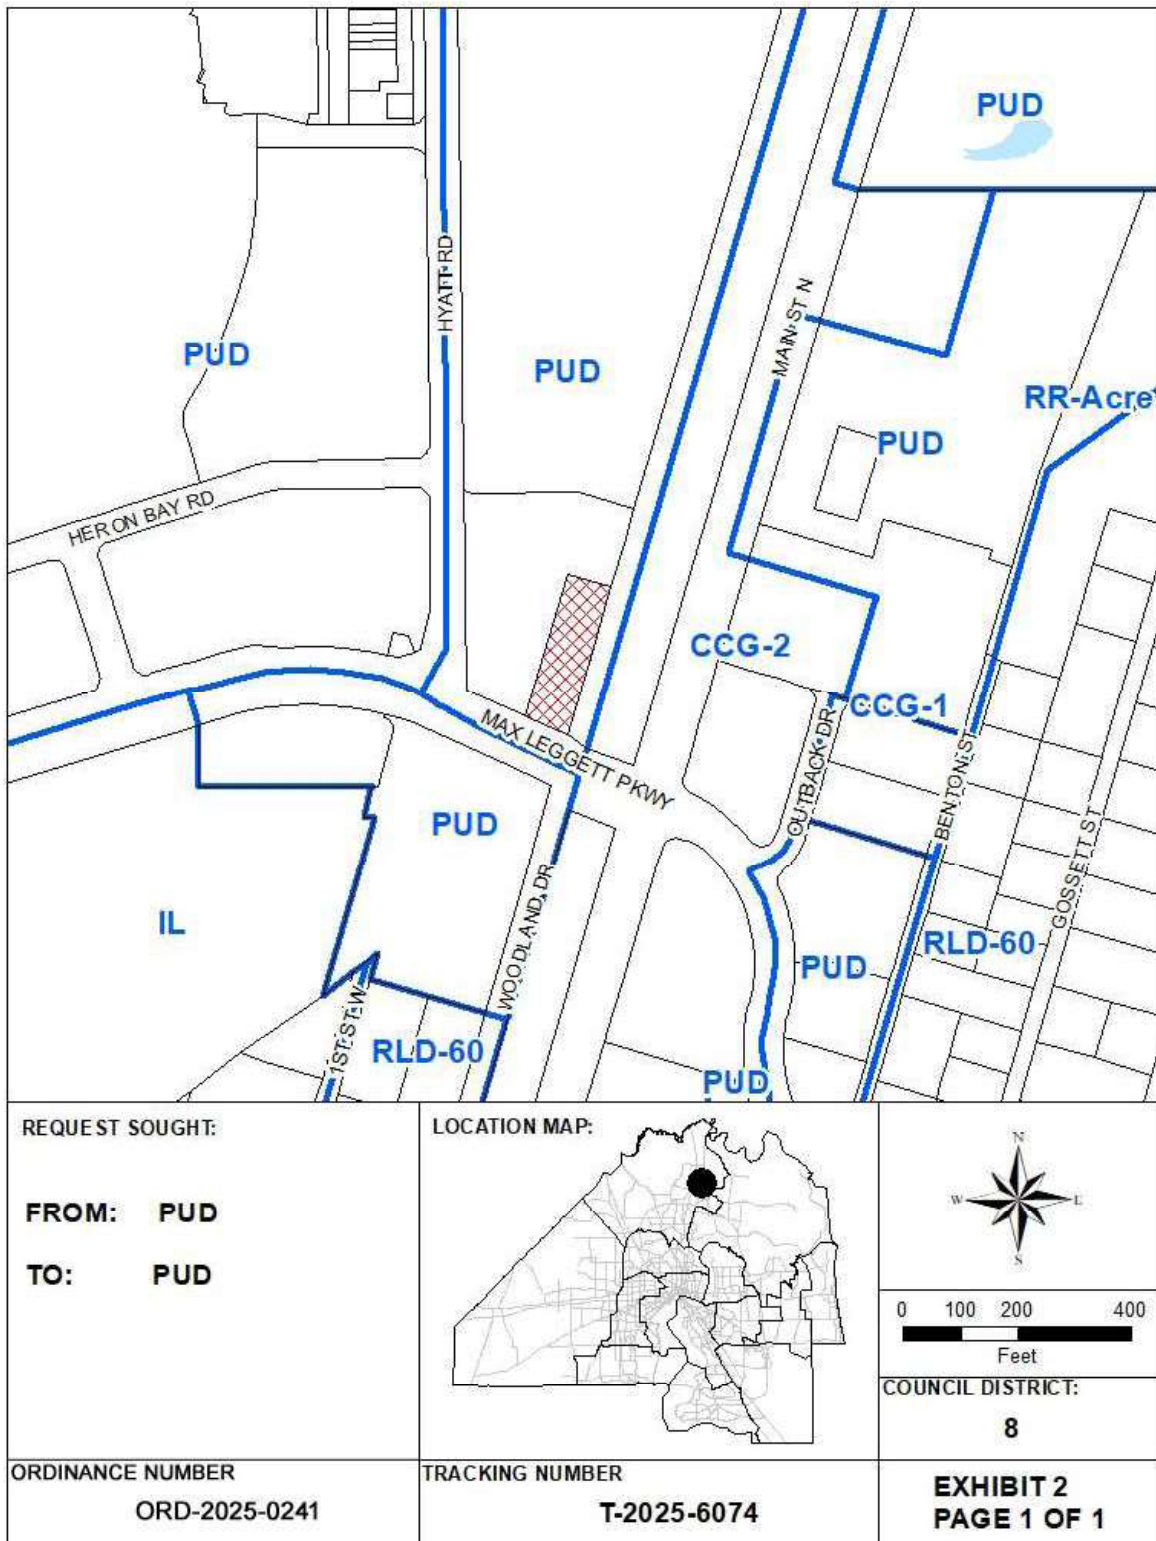 PUD
HYATT RD
MAIN ST N
PUD
PUD
RR-Acre
PUD
HERON BAY RD
CCG-2
CCG-1
MAX LEGGETT PKWY
OUTBACK DR
BENTON ST
GOSSETT ST
PUD
IL
WOODLAND DR
RLD-60
PUD
1ST ST W
RLD-60
PUD
REQUEST SOUGHT:
FROM: PUD
TO: PUD
LOCATION MAP:
N
W E
S
0 100 200 400
Feet
COUNCIL DISTRICT:
8
ORDINANCE NUMBER
ORD-2025-0241
TRACKING NUMBER
T-2025-6074
EXHIBIT 2
PAGE 1 OF 1